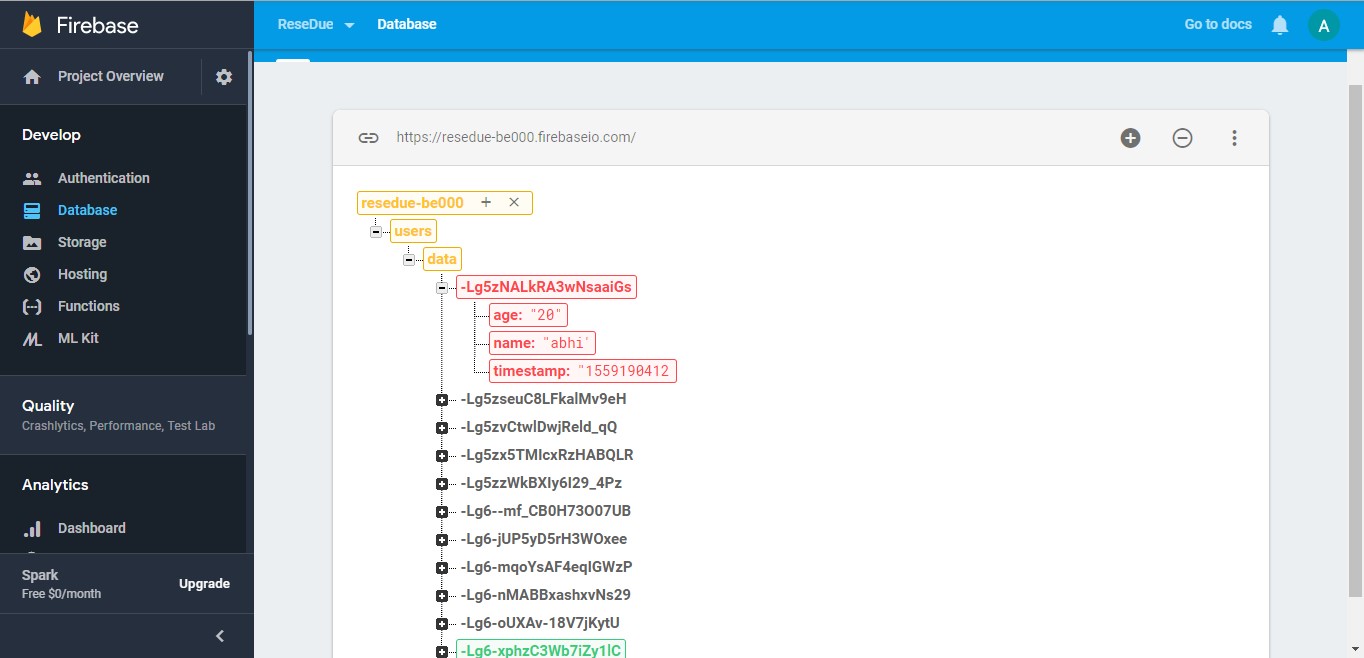 Firebase
ReseDue
Database
Go to docs
A
Project Overview
Develop
Authentication
Database
Storage
Hosting
Functions
ML Kit
Quality
Crashlytics, Performance, Test Lab
Analytics
Dashboard
Spark
Free $0/month
Upgrade
https://resedue-be000.firebaseio.com/
resedue-be000
users
data
-Lg5zNALkRA3wNsaaiGs
age: "20"
name: "abhi'
timestamp: "1559190412
-Lg5zseuC8LFkalMv9eH
-Lg5zvCtwlDwjReld_qQ
-Lg5zx5TMIcxRzHABQLR
-Lg5zzWkBXIy6I29_4Pz
-Lg6--mf_CB0H73O07UB
-Lg6-jUP5yD5rH3WOxee
-Lg6-mqoYsAF4eqIGWzP
-Lg6-nMABBxashxvNs29
-Lg6-oUXAv-18V7jKytU
-Lg6-xphzC3Wb7iZy1lC